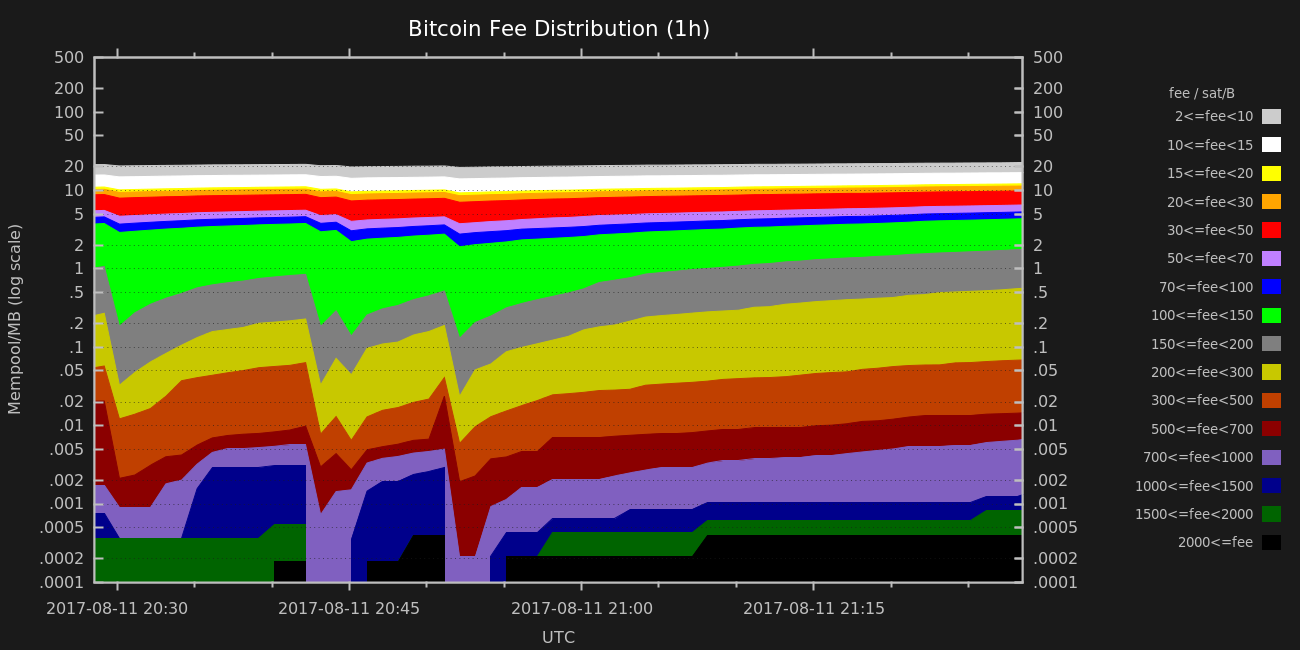 Bitcoin Fee Distribution (1h)
500 500
200 200
100 100
50 50
20 20
10 10
5 5
2 2
1 1
.5 .5
.2 .2
.1 .1
.05 .05
.02 .02
.01 .01
.005 .005
.002 .002
.001 .001
.0005 .0005
.0002 .0002
.0001 .0001
Mempool/MB (log scale)
2017-08-11 20:30 2017-08-11 20:45 2017-08-11 21:00 2017-08-11 21:15
UTC
fee / sat/B
2<=fee<10
10<=fee<15
15<=fee<20
20<=fee<30
30<=fee<50
50<=fee<70
70<=fee<100
100<=fee<150
150<=fee<200
200<=fee<300
300<=fee<500
500<=fee<700
700<=fee<1000
1000<=fee<1500
1500<=fee<2000
2000<=fee